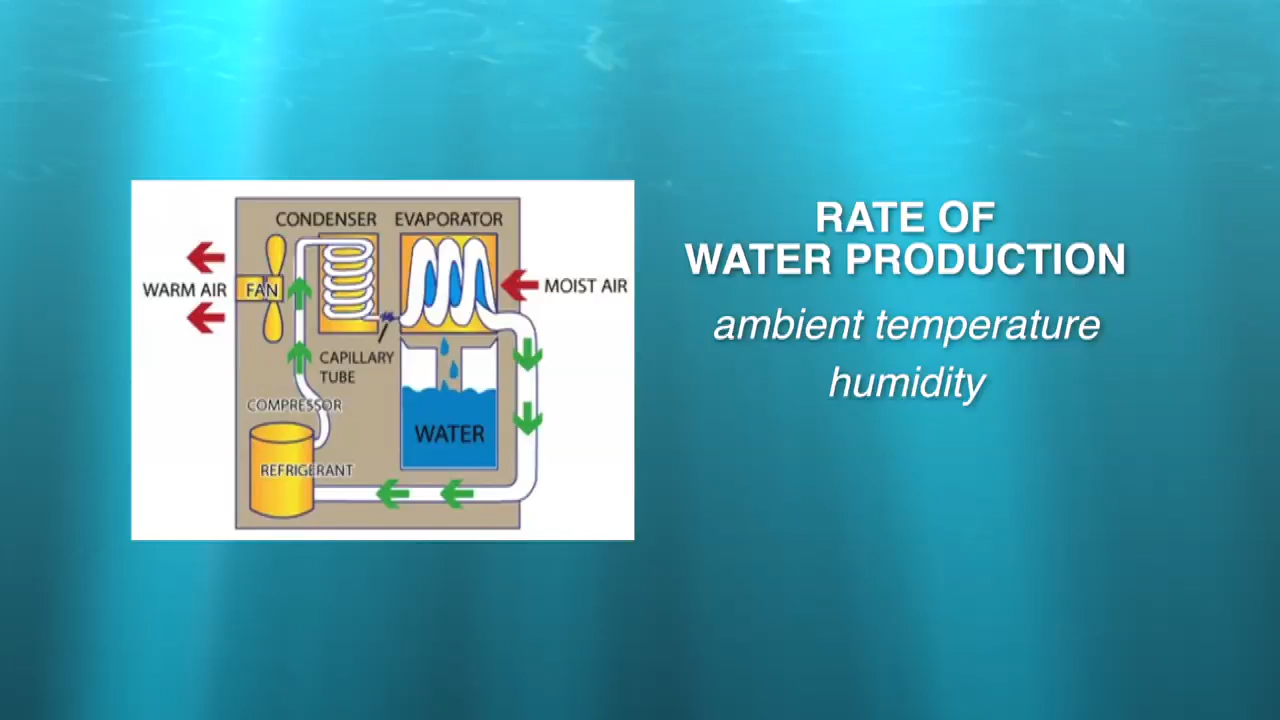 CONDENSER
EVAPORATOR
WARM AIR
FAN
MOIST AIR
CAPILLARY
TUBE
COMPRESSOR
WATER
REFRIGERANT
RATE OF
WATER PRODUCTION
ambient temperature
humidity